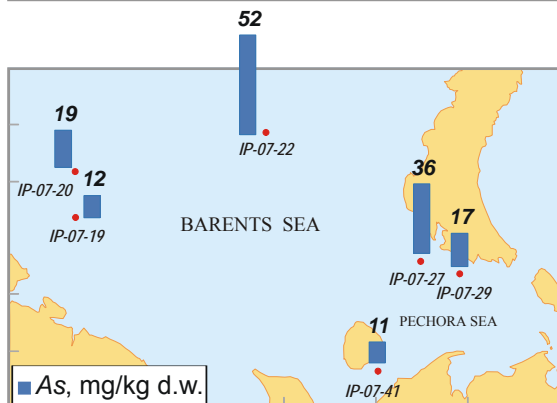 52
19
IP-07-22
IP-07-20
12
36
IP-07-19
BARENTS SEA
17
IP-07-27
IP-07-29
11
PECHORA SEA
As, mg/kg d.w.
IP-07-41